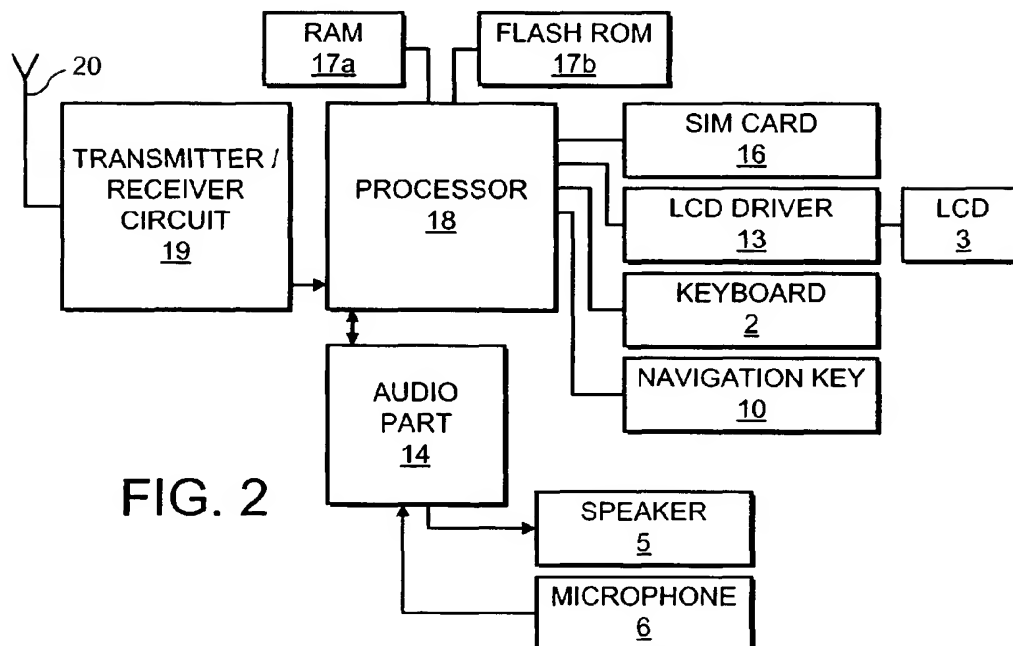 RAM
17a
FLASH ROM
17b
20
TRANSMITTER /
RECEIVER
CIRCUIT
19
PROCESSOR
18
SIM CARD
16
LCD DRIVER
13
LCD
3
KEYBOARD
2
NAVIGATION KEY
10
AUDIO
PART
14
FIG. 2
SPEAKER
5
MICROPHONE
6